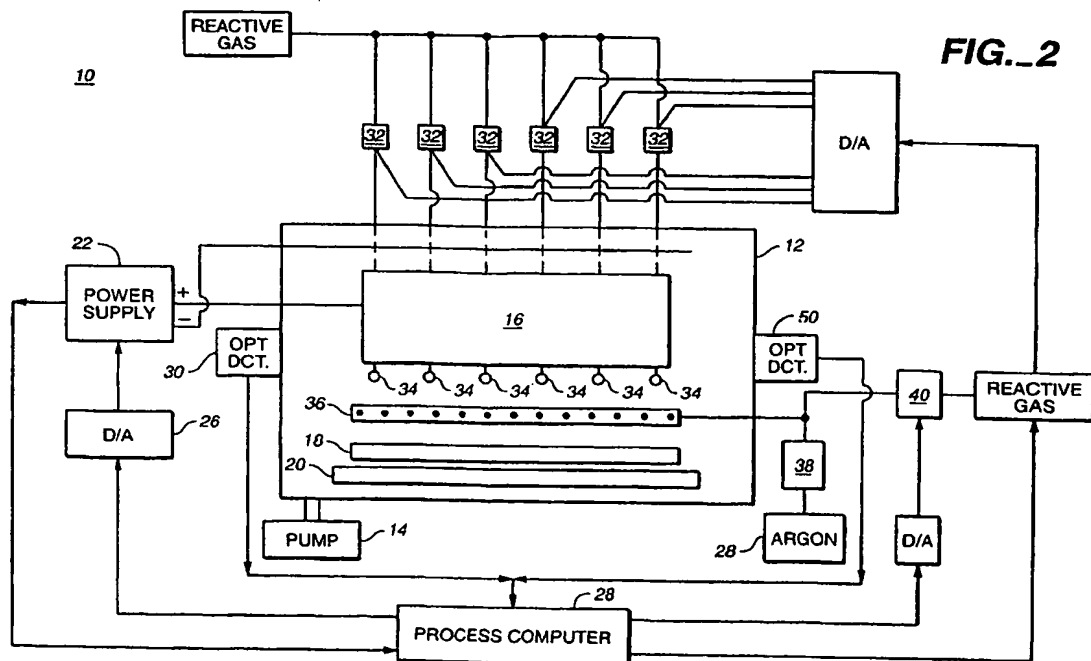 REACTIVE
GAS
FIG._2
10
32 32 32 32 32 32
D/A
22
12
POWER
SUPPLY
+
−
16
50
OPT
DCT.
30
OPT
DCT.
34 34 34 34 34 34
36
40
REACTIVE
GAS
D/A
26
18
38
20
PUMP
14
28
ARGON
D/A
28
PROCESS COMPUTER